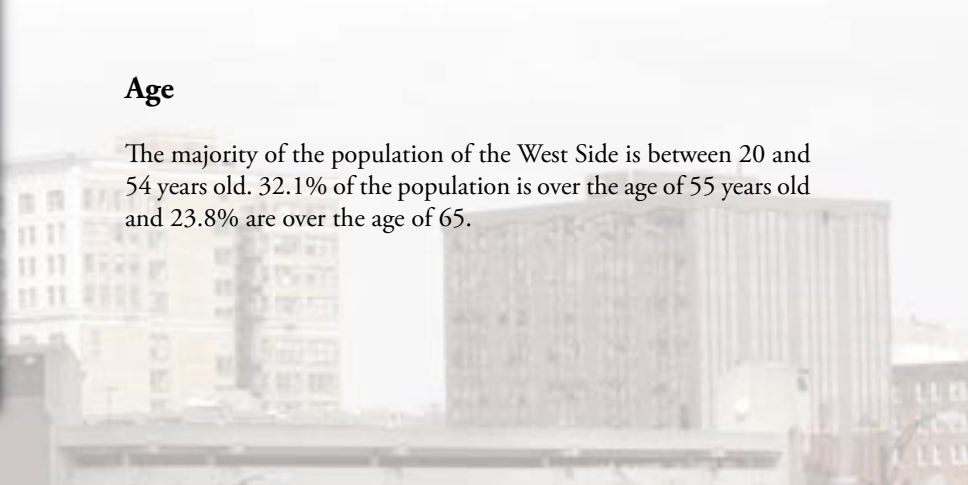 Age
The majority of the population of the West Side is between 20 and
54 years old. 32.1% of the population is over the age of 55 years old
and 23.8% are over the age of 65.